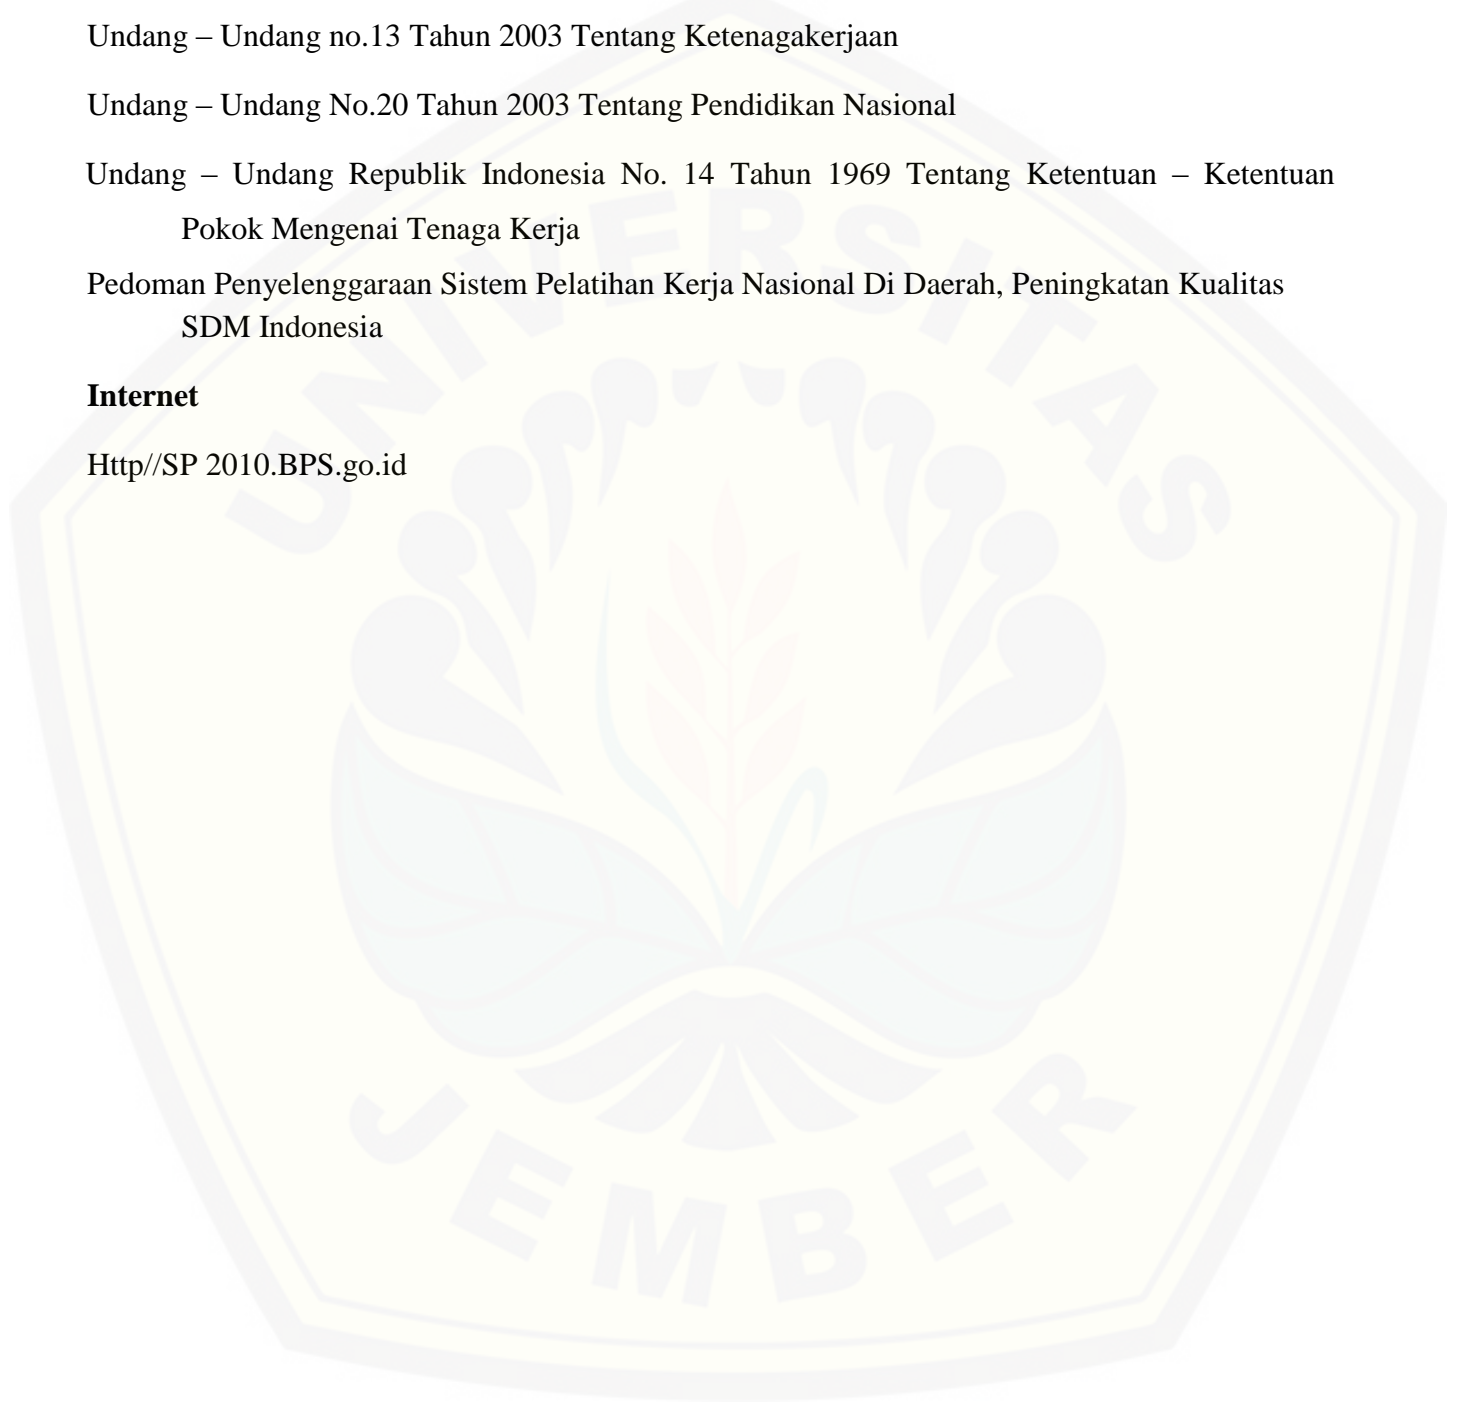 Undang – Undang no.13 Tahun 2003 Tentang Ketenagakerjaan
Undang – Undang No.20 Tahun 2003 Tentang Pendidikan Nasional
Undang – Undang Republik Indonesia No. 14 Tahun 1969 Tentang Ketentuan – Ketentuan
Pokok Mengenai Tenaga Kerja
Pedoman Penyelenggaraan Sistem Pelatihan Kerja Nasional Di Daerah, Peningkatan Kualitas
SDM Indonesia
Internet
Http//SP 2010.BPS.go.id
UNIVERSITAS
JEMBER